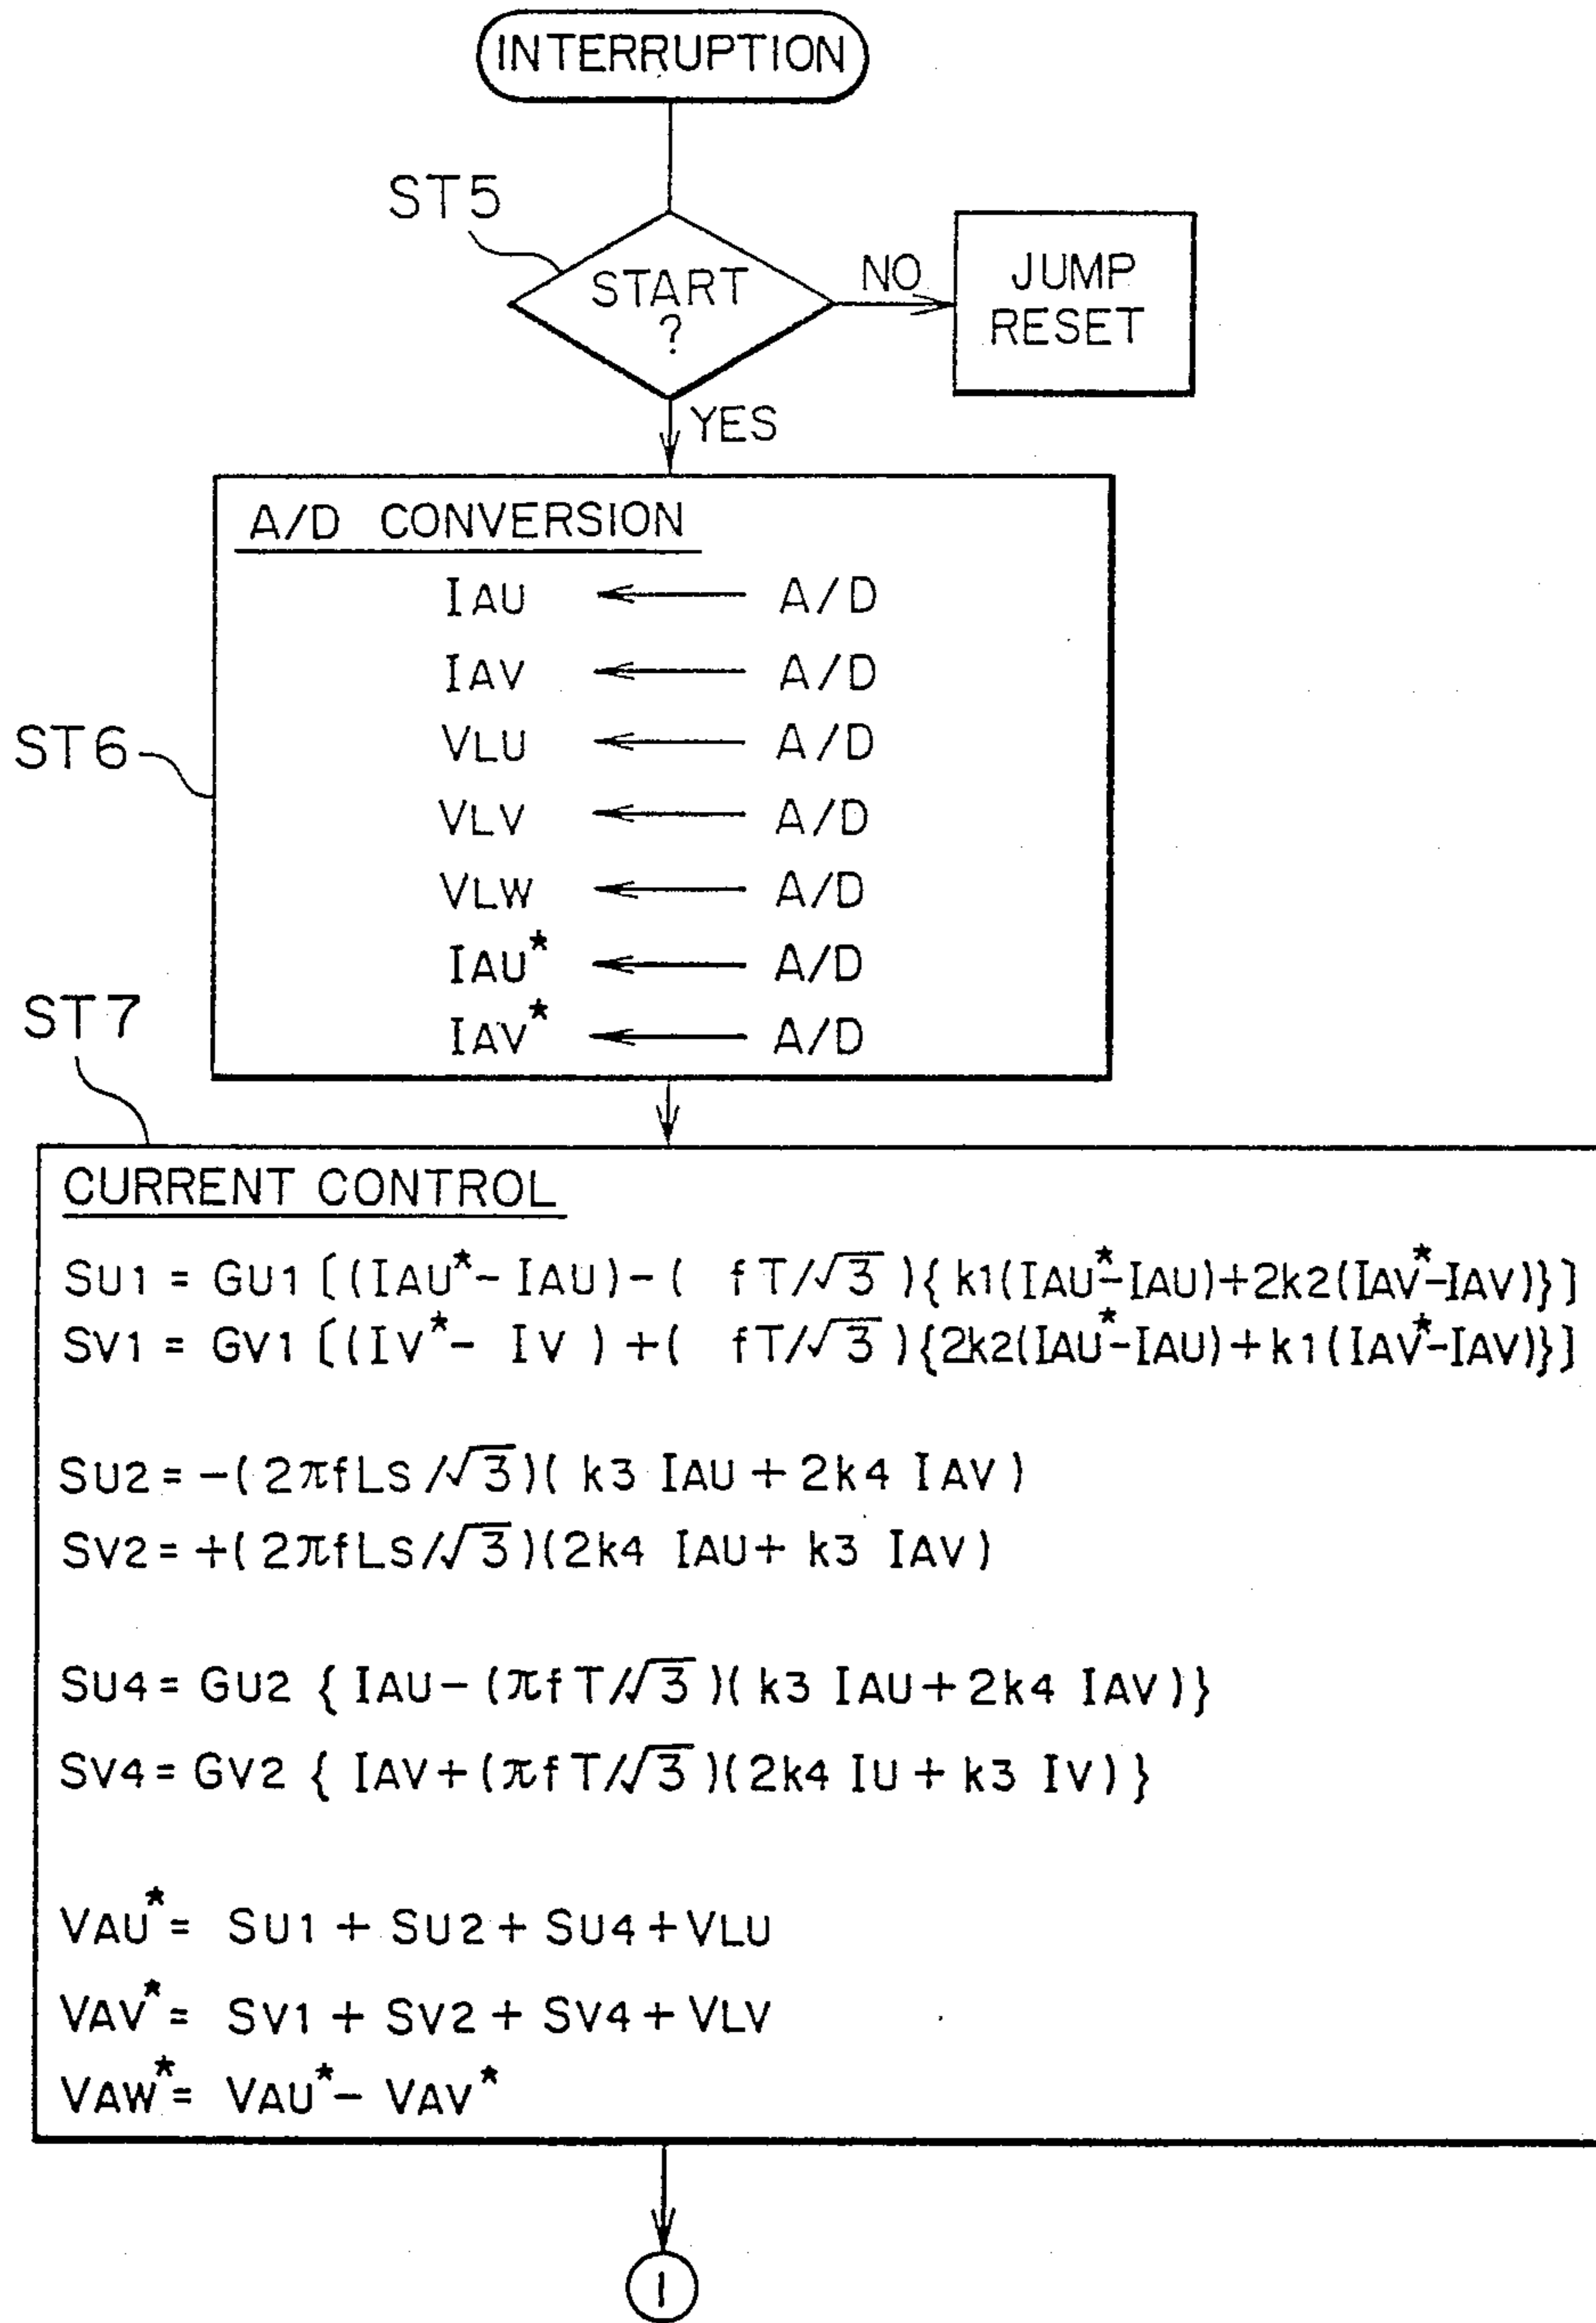 INTERRUPTION
ST5
START
?
NO
JUMP
RESET
YES
A/D CONVERSION
IAU ← A/D
IAV ← A/D
ST6
VLU ← A/D
VLV ← A/D
VLW ← A/D
IAU* ← A/D
ST7
IAV* ← A/D
CURRENT CONTROL
SU1 = GU1 [(IAU*- IAU)-( fT/√3 ){k1(IAU*-IAU)+2k2(IAV*-IAV)}]
SV1 = GV1 [(IV*- IV ) +( fT/√3 ){2k2(IAU*-IAU)+k1(IAV*-IAV)}]
SU2=-(2πfLS/√3)( k3 IAU + 2k4 IAV )
SV2=+(2πfLS/√3)(2k4 IAU+ k3 IAV )
SU4= GU2 { IAU-(πfT/√3 )( k3 IAU+2k4 IAV )}
SV4= GV2 { IAV+(πfT/√3 )(2k4 IU + k3 IV ) }
VAU*= SU1 + SU2 + SU4 + VLU
VAV*= SV1 + SV2 + SV4 + VLV
VAW*= VAU*- VAV*
1